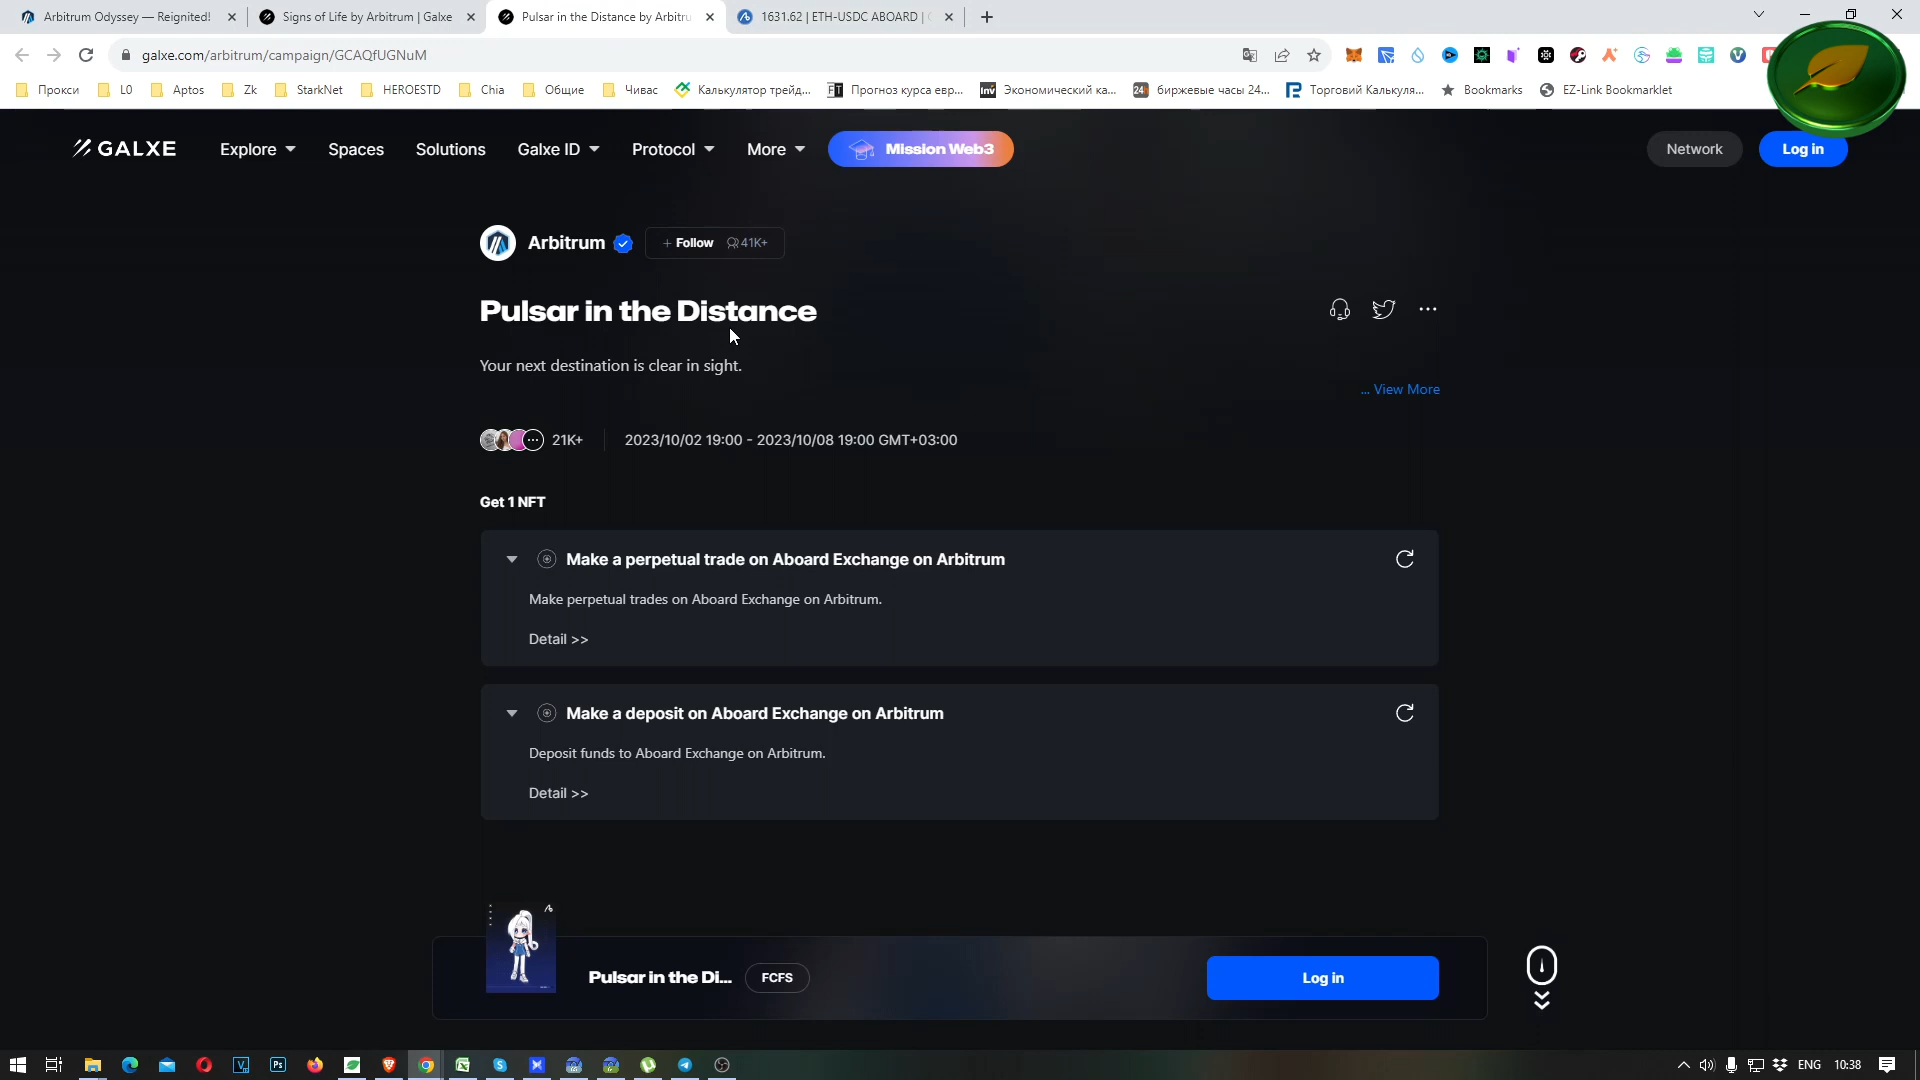 Arbitrum Odyssey — Reignited!
Signs of Life by Arbitrum | Galxe
Pulsar in the Distance by Arbitru
1631.62 | ETH-USDC ABOARD |
galxe.com/arbitrum/campaign/GCAQfUGNuM
Прокси
L0
Aptos
Zk
StarkNet
HEROESTD
Chia
Общие
Чивас
Калькулятор трейд...
Прогноз курса евр...
Экономический ка...
биржевые часы 24...
Торговий Калькуля...
Bookmarks
EZ-Link Bookmarklet
GALXE
Explore
Spaces
Solutions
Galxe ID
Protocol
More
Mission Web3
Network
Log in
Arbitrum
+ Follow 41K+
Pulsar in the Distance
Your next destination is clear in sight.
... View More
21K+
2023/10/02 19:00 - 2023/10/08 19:00 GMT+03:00
Get 1 NFT
Make a perpetual trade on Aboard Exchange on Arbitrum
Make perpetual trades on Aboard Exchange on Arbitrum.
Detail >>
Make a deposit on Aboard Exchange on Arbitrum
Deposit funds to Aboard Exchange on Arbitrum.
Detail >>
Pulsar in the Di...
FCFS
Log in
ENG
10:38